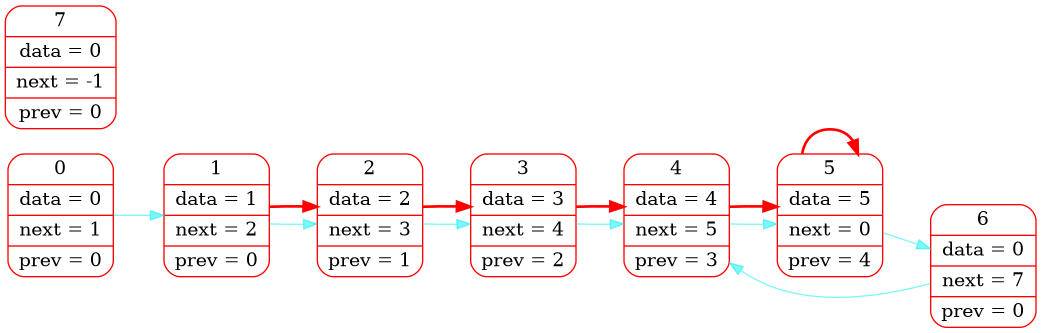 7
data = 0
next = -1
prev = 0
0
data = 0
next = 1
prev = 0
1
data = 1
next = 2
prev = 0
2
data = 2
next = 3
prev = 1
3
data = 3
next = 4
prev = 2
4
data = 4
next = 5
prev = 3
5
data = 5
next = 0
prev = 4
6
data = 0
next = 7
prev = 0